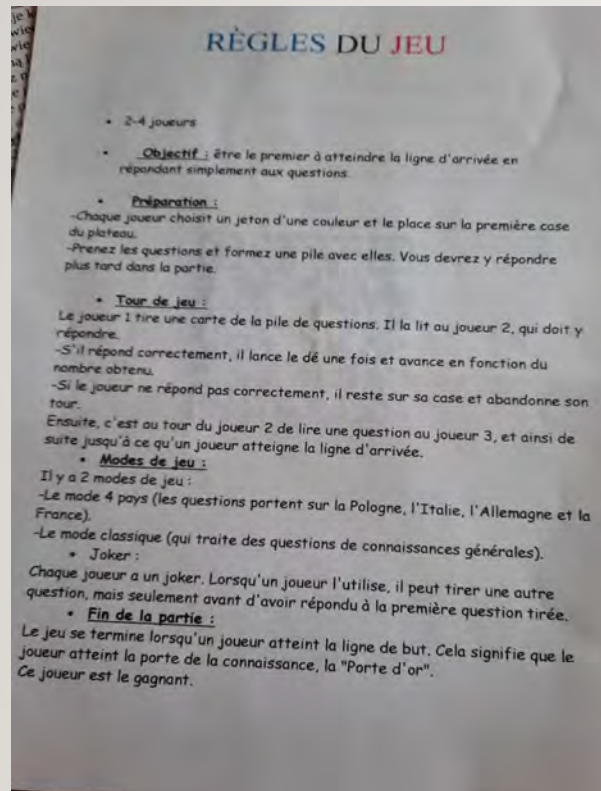 RÈGLES DU JEU
• 2-4 joueurs
• Objectif : être le premier à atteindre la ligne d'arrivée en
répondant simplement aux questions.
• Préparation :
-Chaque joueur choisit un jeton d'une couleur et le place sur la première case
du plateau.
-Prenez les questions et formez une pile avec elles. Vous devrez y répondre
plus tard dans la partie.
• Tour de jeu :
Le joueur 1 tire une carte de la pile de questions. Il la lit au joueur 2, qui doit y
répondre.
-S'il répond correctement, il lance le dé une fois et avance en fonction du
nombre obtenu.
-Si le joueur ne répond pas correctement, il reste sur sa case et abandonne son
tour.
Ensuite, c'est au tour du joueur 2 de lire une question au joueur 3, et ainsi de
suite jusqu'à ce qu'un joueur atteigne la ligne d'arrivée.
• Modes de jeu :
Il y a 2 modes de jeu :
-Le mode 4 pays (les questions portent sur la Pologne, l'Italie, l'Allemagne et la
France).
-Le mode classique (qui traite des questions de connaissances générales).
• Joker :
Chaque joueur a un joker. Lorsqu'un joueur l'utilise, il peut tirer une autre
question, mais seulement avant d'avoir répondu à la première question tirée.
• Fin de la partie :
Le jeu se termine lorsqu'un joueur atteint la ligne de but. Cela signifie que le
joueur atteint la porte de la connaissance, la "Porte d'or".
Ce joueur est le gagnant.